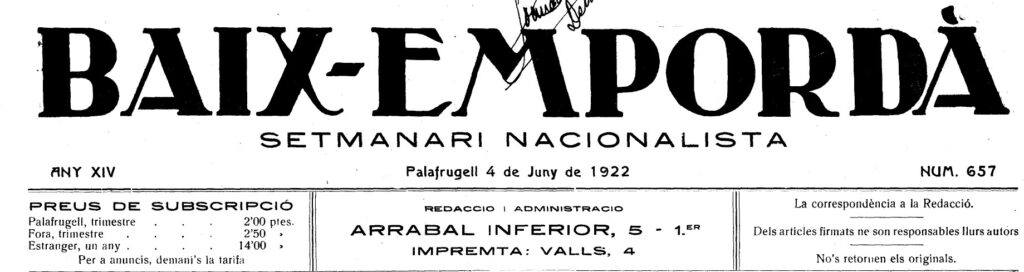 BAIX-EMPORDÀ
SETMANARI NACIONALISTA
ANY XIV Palafrugell 4 de Juny de 1922 NUM. 657
PREUS DE SUBSCRIPCIÓ
Palafrugell, trimestre . . . 2'00 ptes.
Fora, trimestre . . . 2'50 »
Estranger, un any . . . 14'00 »
Per a anuncis, demani's la tarifa
REDACCIO I ADMINISTRACIO
ARRABAL INFERIOR, 5 - 1.ER
IMPREMTA: VALLS, 4
La correspondència a la Redacció.
Dels articles firmats ne son responsables llurs autors
No's retornen els originals.